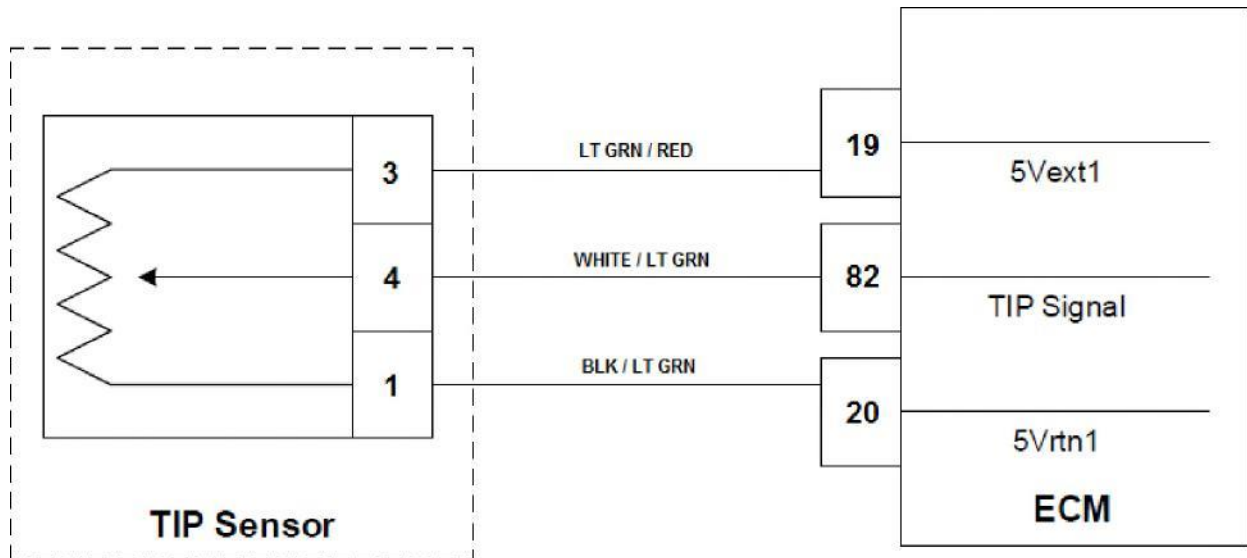 LT GRN / RED
3
19
5Vext1
WHITE / LT GRN
4
82
TIP Signal
BLK / LT GRN
1
20
5Vrtn1
TIP Sensor
ECM